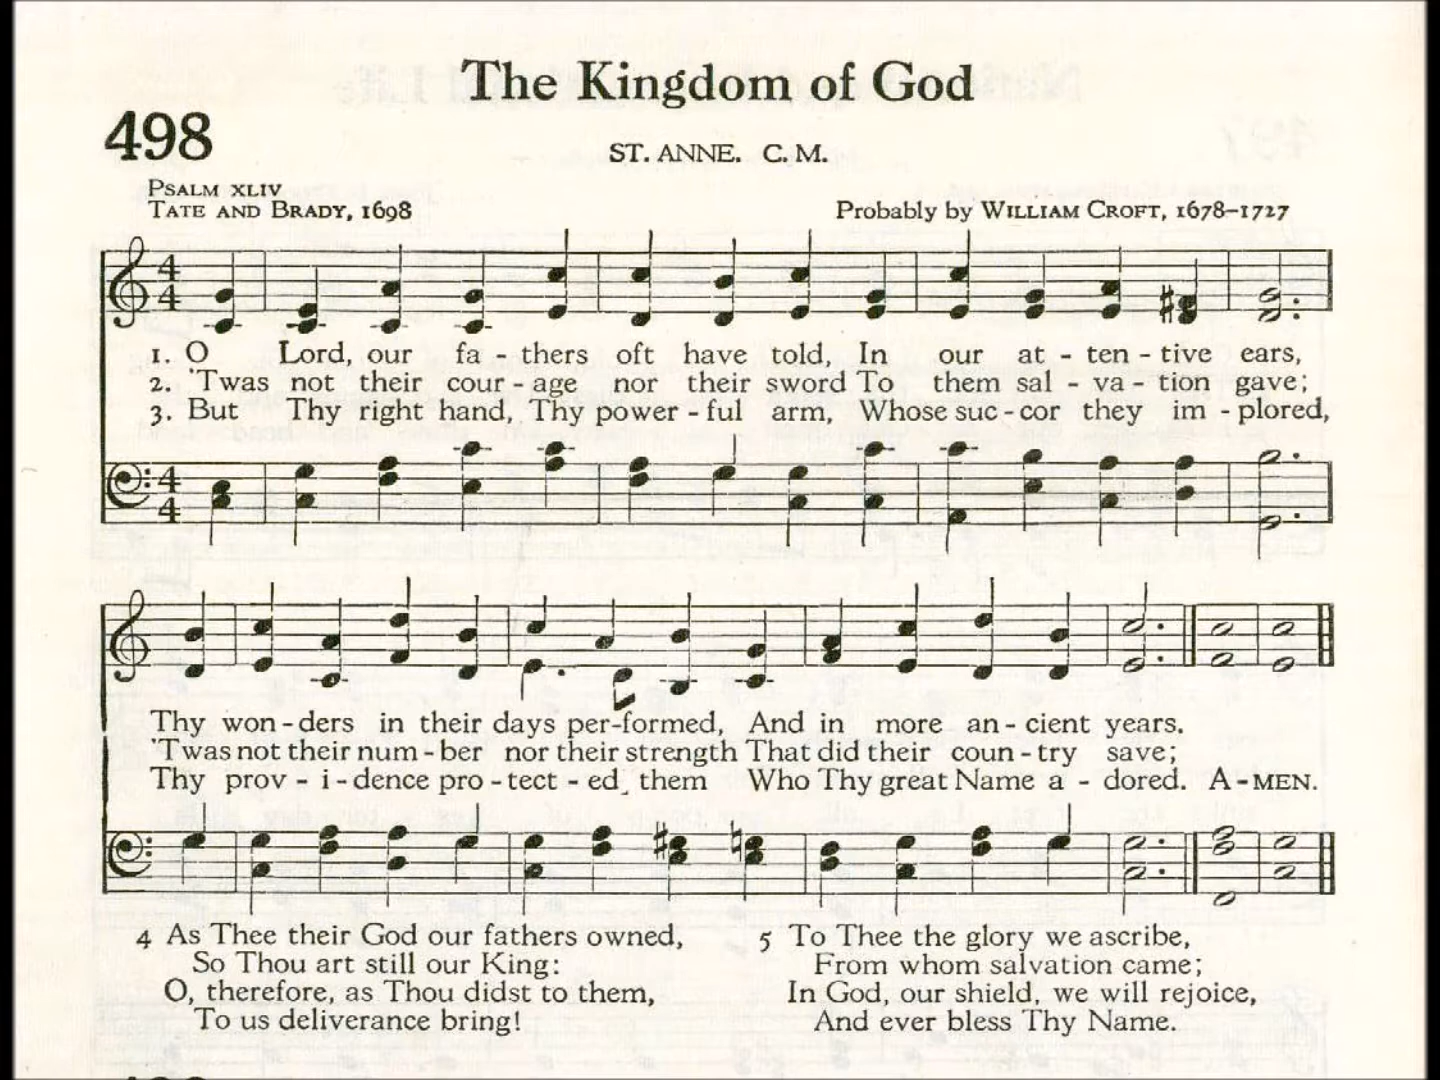 The Kingdom of God
498
ST. ANNE. C. M.
PSALM XLIV
TATE AND BRADY, 1698
Probably by WILLIAM CROFT, 1678–1727
1. O Lord, our fa - thers oft have told, In our at - ten - tive ears,
2. 'Twas not their cour - age nor their sword To them sal - va - tion gave;
3. But Thy right hand, Thy power - ful arm, Whose suc - cor they im - plored,
Thy won - ders in their days per - formed, And in more an - cient years.
'Twas not their num - ber nor their strength That did their coun - try save;
Thy prov - i - dence pro - tect - ed them Who Thy great Name a - dored. A - MEN.
4 As Thee their God our fathers owned,
So Thou art still our King:
O, therefore, as Thou didst to them,
To us deliverance bring!
5 To Thee the glory we ascribe,
From whom salvation came;
In God, our shield, we will rejoice,
And ever bless Thy Name.